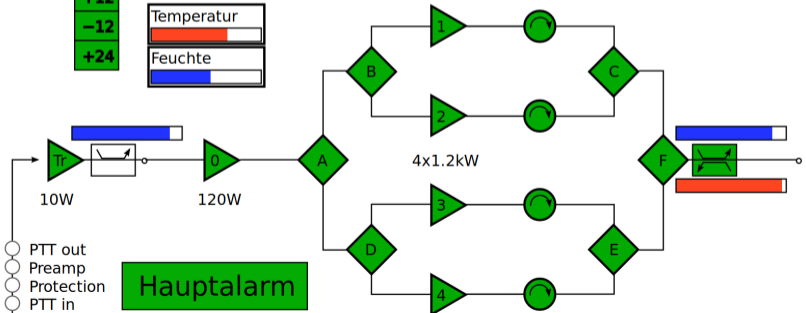 +12
−12
+24
Temperatur
Feuchte
1
2
B
C
Tr
0
A
4x1.2kW
F
10W
120W
3
4
D
E
PTT out
Preamp
Protection
PTT in
Hauptalarm